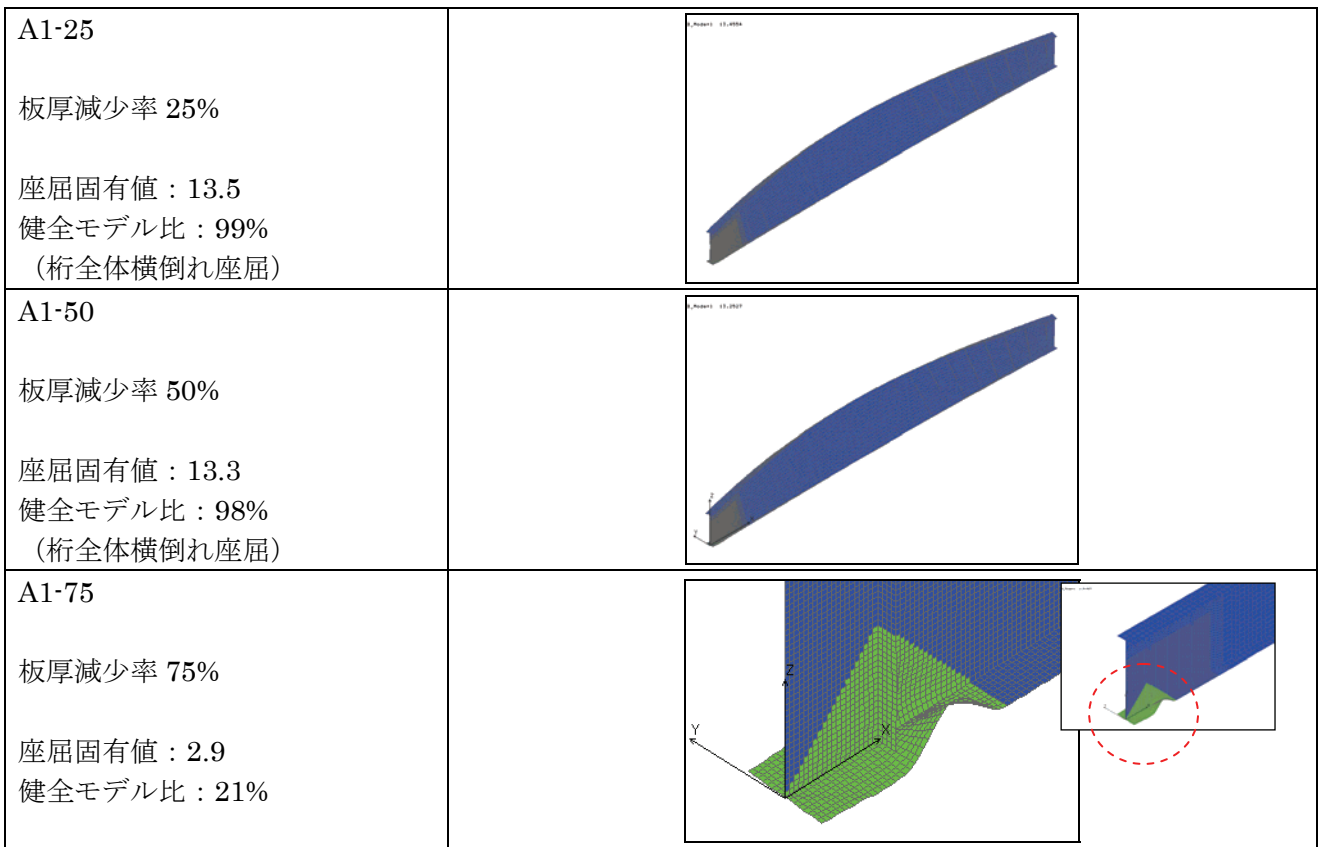 A1-25
板厚減少率 25%
座屈固有値：13.5
健全モデル比：99%
（桁全体横倒れ座屈）
A1-50
板厚減少率 50%
座屈固有値：13.3
健全モデル比：98%
（桁全体横倒れ座屈）
Z
A1-75
板厚減少率 75%
座屈固有値：2.9
健全モデル比：21%
Z
Y
X